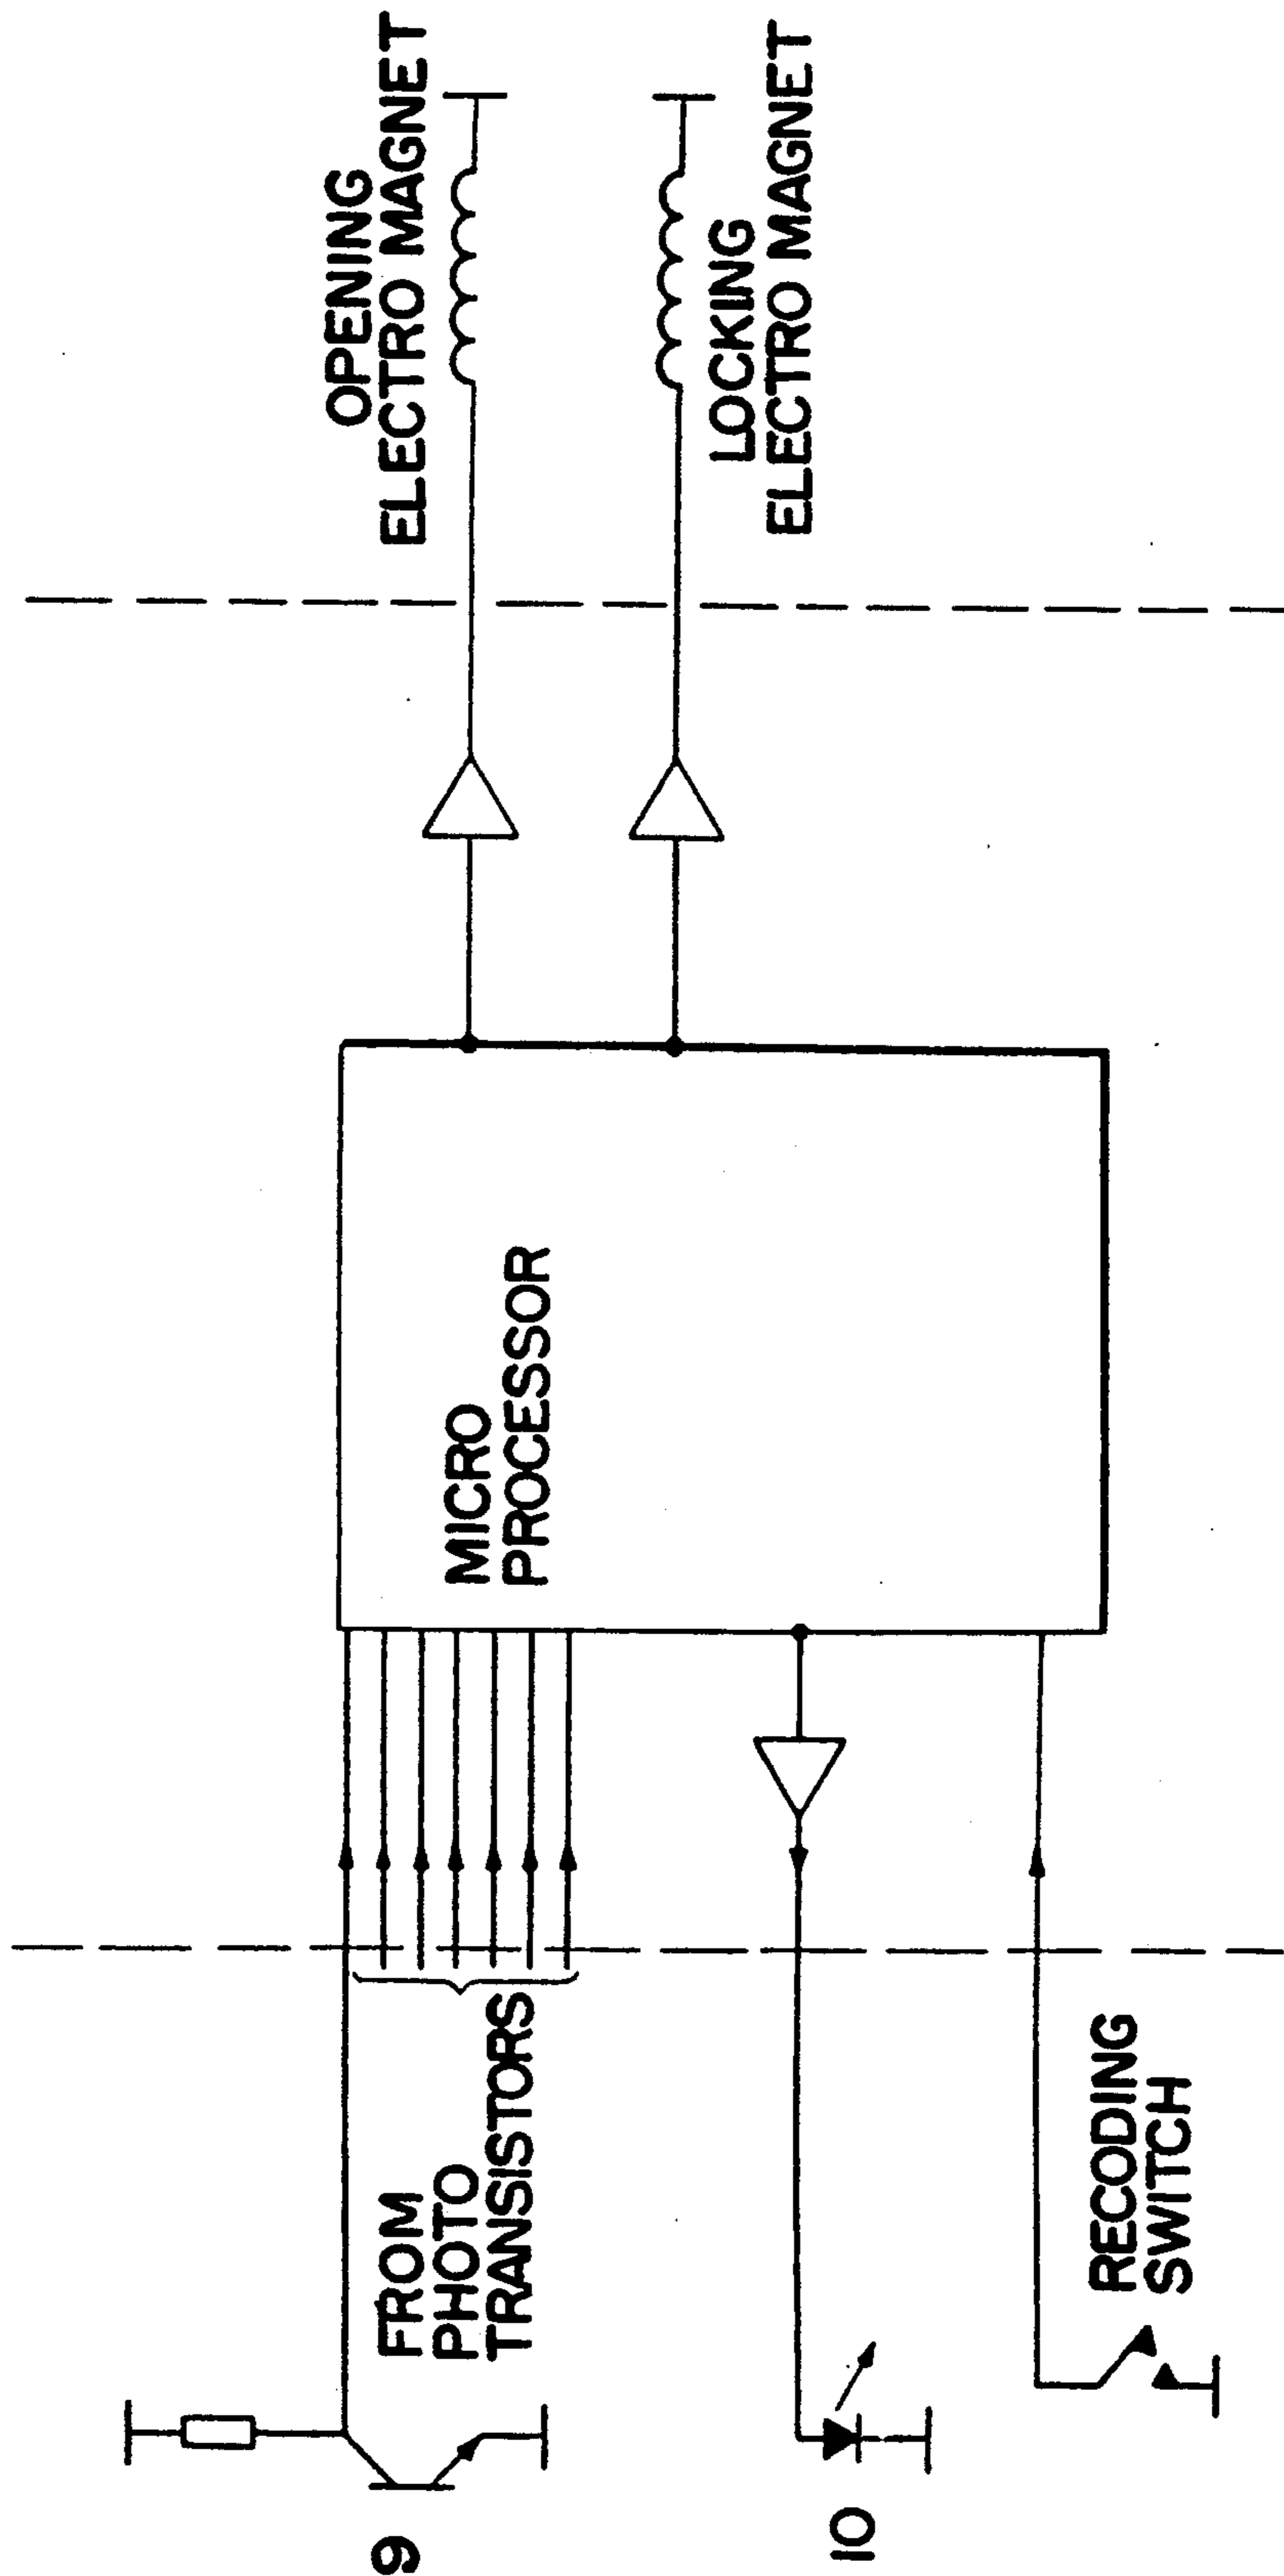 9
FROM
PHOTO
TRANSISTORS
10
RECODING
SWITCH
MICRO
PROCESSOR
OPENING
ELECTRO MAGNET
LOCKING
ELECTRO MAGNET